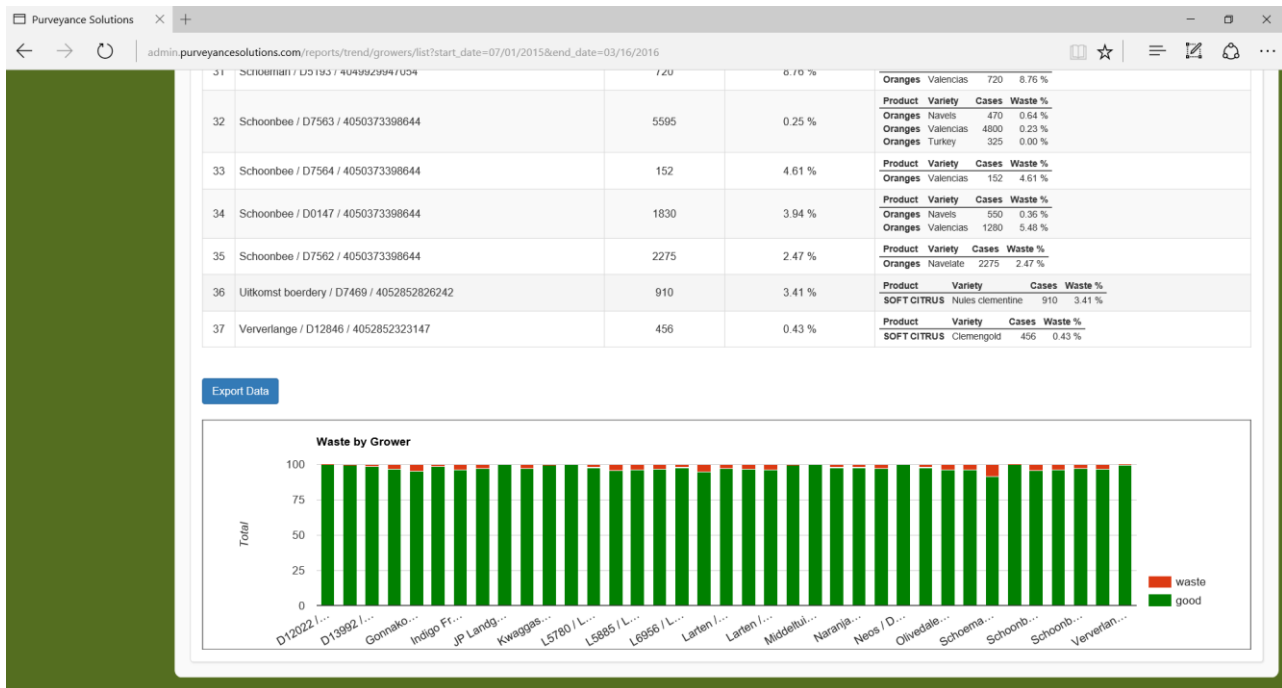 Purveyance Solutions
admin.purveyancesolutions.com/reports/trend/growers/list?start_date=07/01/2015&end_date=03/16/2016
31 Schoeman / D5193 / 4049929947054 720 8.76 % Oranges Valencias 720 8.76 %
Product Variety Cases Waste %
32 Schoonbee / D7563 / 4050373398644 5595 0.25 % Oranges Navels 470 0.64 %
Oranges Valencias 4800 0.23 %
Oranges Turkey 325 0.00 %
Product Variety Cases Waste %
33 Schoonbee / D7564 / 4050373398644 152 4.61 % Oranges Valencias 152 4.61 %
Product Variety Cases Waste %
34 Schoonbee / D0147 / 4050373398644 1830 3.94 % Oranges Navels 550 0.36 %
Oranges Valencias 1280 5.48 %
Product Variety Cases Waste %
35 Schoonbee / D7562 / 4050373398644 2275 2.47 % Oranges Navelate 2275 2.47 %
Product Variety Cases Waste %
36 Uitkomst boerdery / D7469 / 4052852826242 910 3.41 % SOFT CITRUS Nules clementine 910 3.41 %
Product Variety Cases Waste %
37 Ververlange / D12846 / 4052852323147 456 0.43 % SOFT CITRUS Clemengold 456 0.43 %
Export Data
Waste by Grower
100
75
50
25
0
Total
waste
good
D12022 /...
D13992 /...
Gonnako...
Indigo Fr...
JP Landg...
Kwaggas...
L5780 / L...
L5885 / L...
L6956 / L...
Larten /...
Larten /...
Middeltui...
Naranja...
Neos / D...
Olivedale...
Schoema...
Schoonb...
Schoonb...
Ververlan...